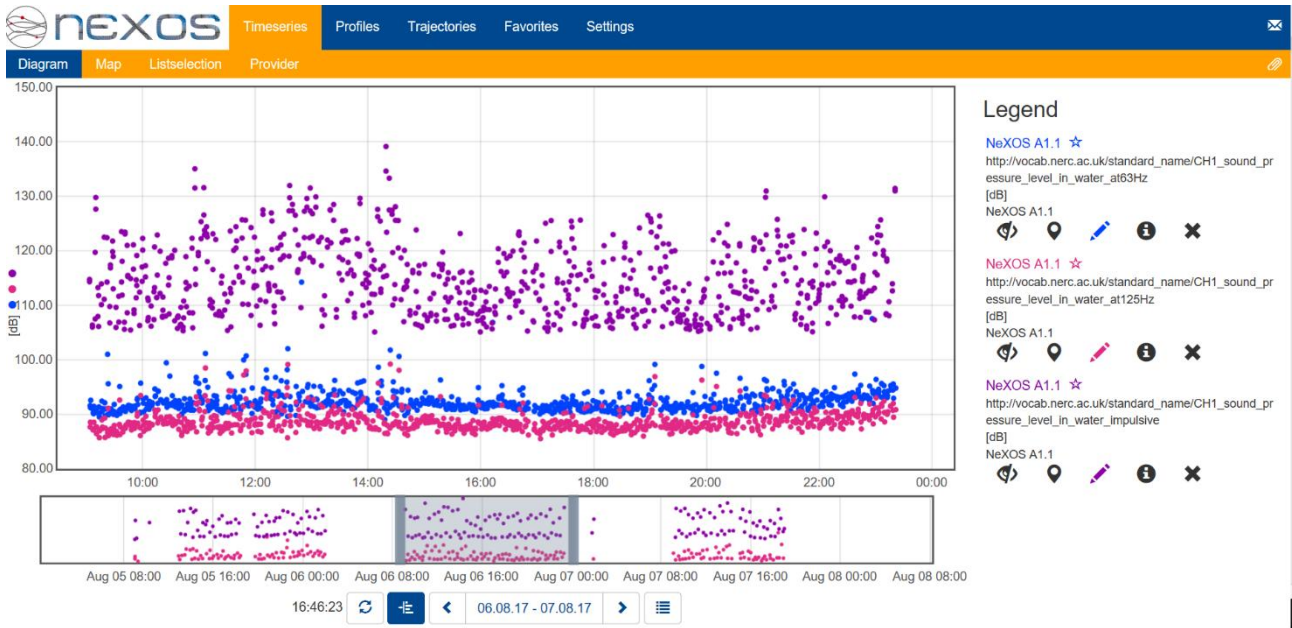 nexos Timeseries Profiles Trajectories Favorites Settings
Diagram Map Listselection Provider
150.00
140.00
130.00
120.00
110.00
100.00
90.00
80.00
[dB]
10:00 12:00 14:00 16:00 18:00 20:00 22:00 00:00
Aug 05 08:00 Aug 05 16:00 Aug 06 00:00 Aug 06 08:00 Aug 06 16:00 Aug 07 00:00 Aug 07 08:00 Aug 07 16:00 Aug 08 00:00 Aug 08 08:00
16:46:23 06.08.17 - 07.08.17
Legend
NeXOS A1.1
http://vocab.nerc.ac.uk/standard_name/CH1_sound_pr
essure_level_in_water_at63Hz
[dB]
NeXOS A1.1
NeXOS A1.1
http://vocab.nerc.ac.uk/standard_name/CH1_sound_pr
essure_level_in_water_at125Hz
[dB]
NeXOS A1.1
NeXOS A1.1
http://vocab.nerc.ac.uk/standard_name/CH1_sound_pr
essure_level_in_water_impulsive
[dB]
NeXOS A1.1